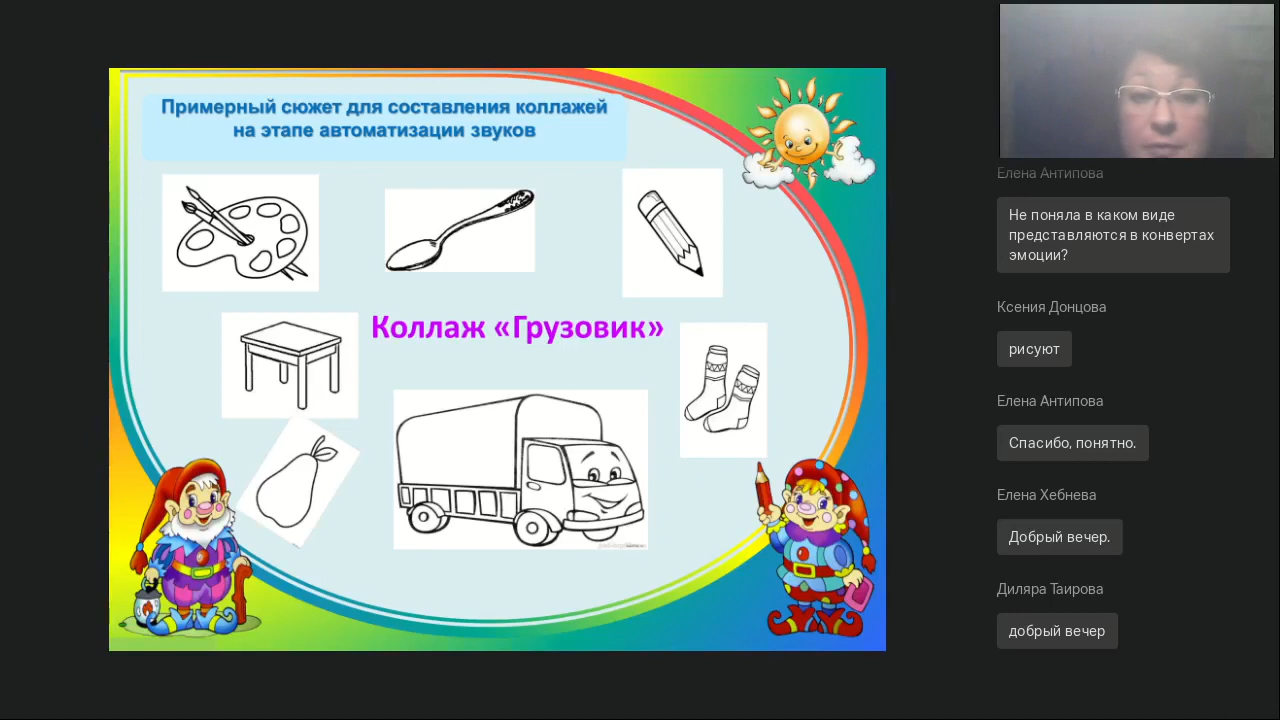 Примерный сюжет для составления коллажей
на этапе автоматизации звуков
Коллаж «Грузовик»
Елена Антипова
Не поняла в каком виде
представляются в конвертах
эмоции?
Ксения Донцова
рисуют
Елена Антипова
Спасибо, понятно.
Елена Хебнева
Добрый вечер.
Диляра Таирова
добрый вечер